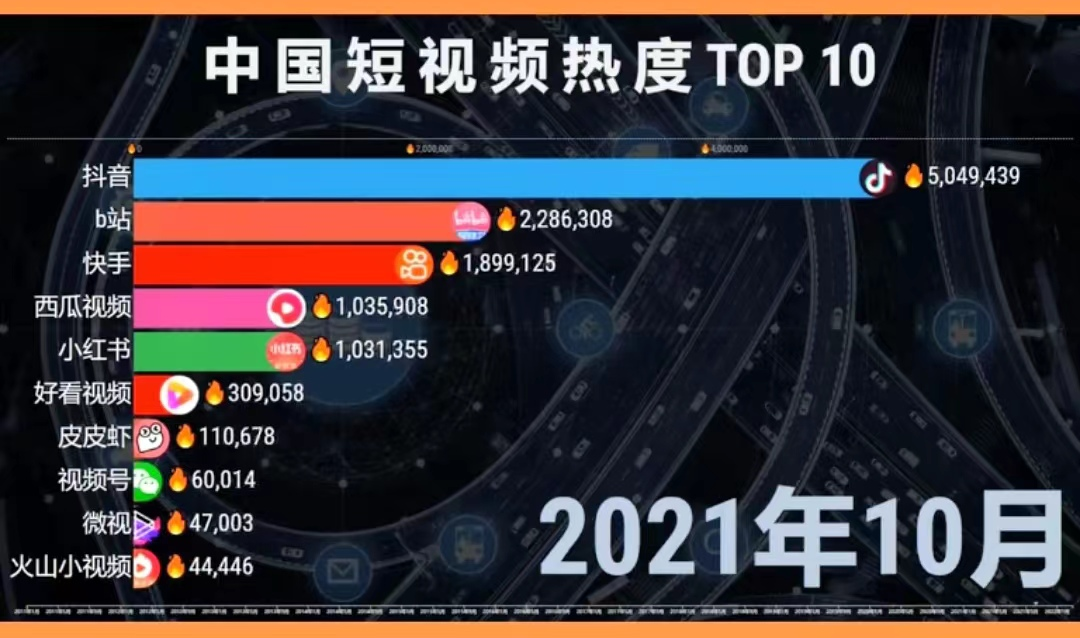 中国短视频热度TOP 10
0 2,000,000 4,000,000
抖音 5,049,439
b站 2,286,308
快手 1,899,125
西瓜视频 1,035,908
小红书 小红书 1,031,355
好看视频 309,058
皮皮虾 110,678
视频号 60,014
微视 47,003
火山小视频 44,446
2021年10月